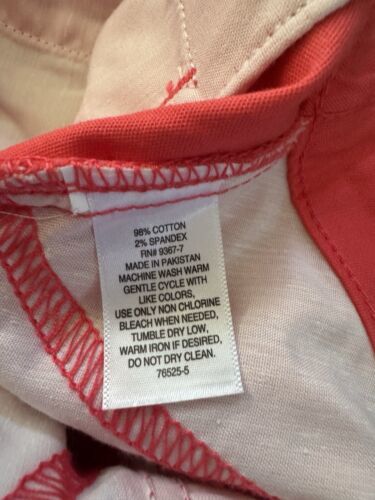 98% COTTON
2% SPANDEX
RN# 9367-7
MADE IN PAKISTAN
MACHINE WASH WARM
GENTLE CYCLE WITH
LIKE COLORS,
USE ONLY NON CHLORINE
BLEACH WHEN NEEDED,
TUMBLE DRY LOW,
WARM IRON IF DESIRED,
DO NOT DRY CLEAN.
76525-5